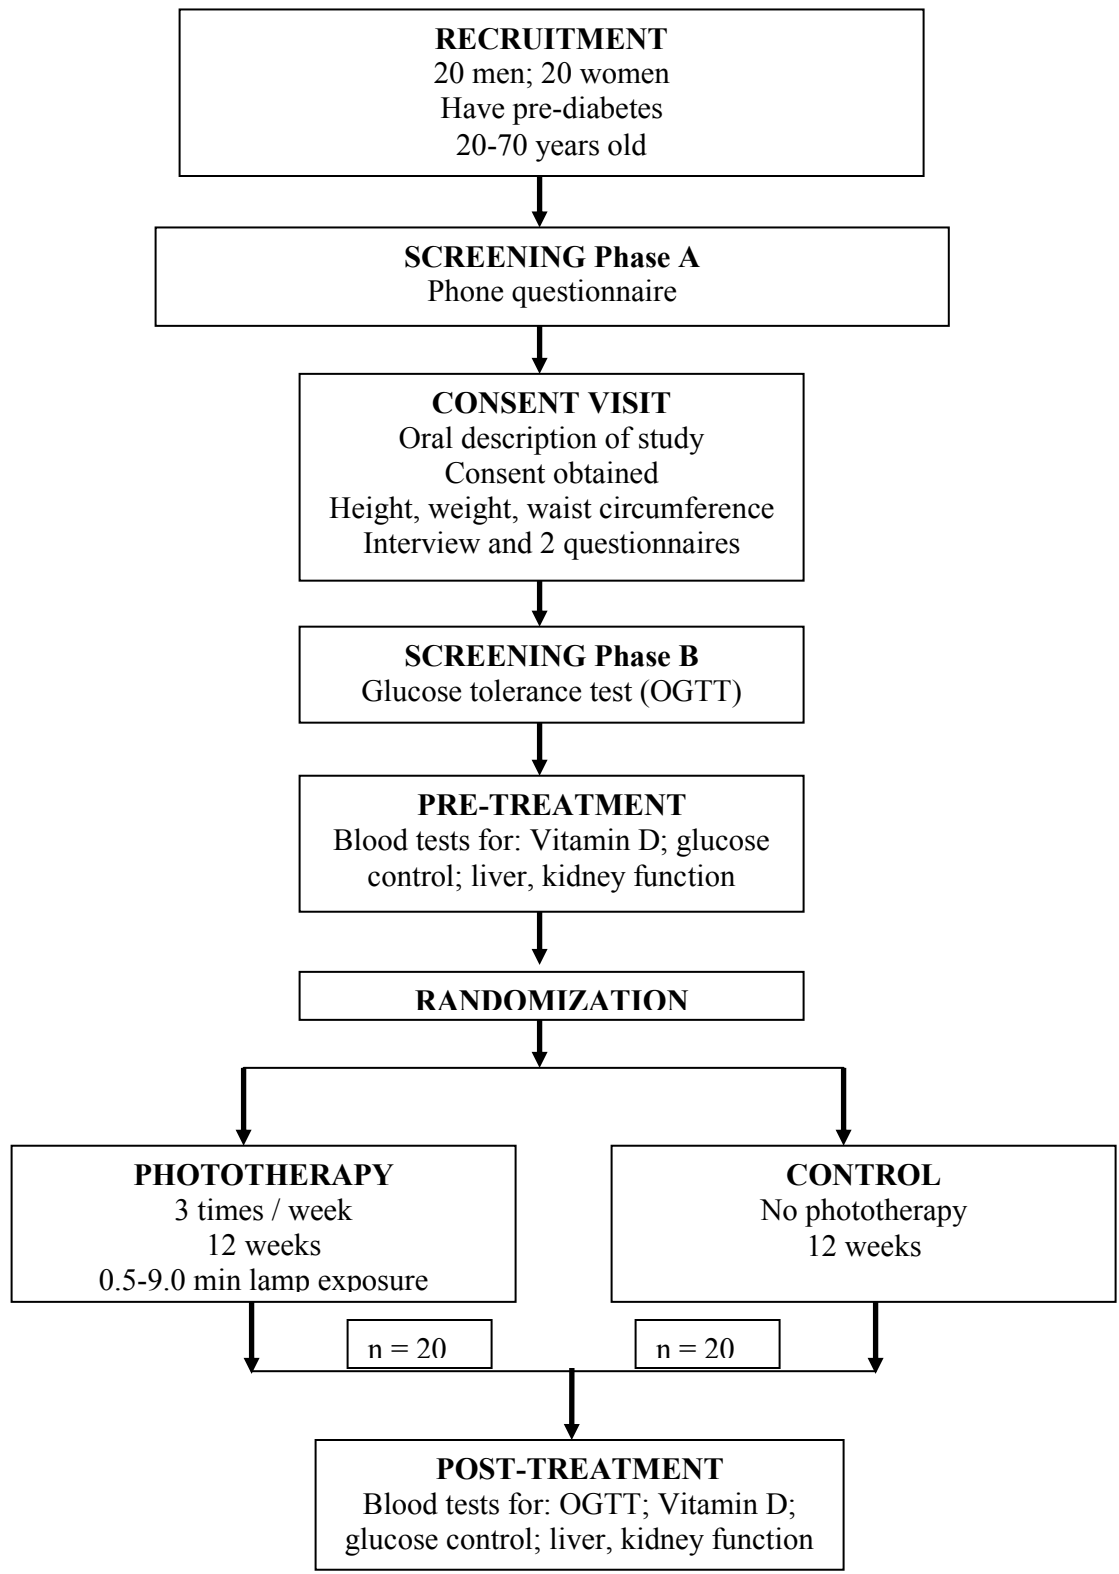 RECRUITMENT
20 men; 20 women
Have pre-diabetes
20-70 years old
SCREENING Phase A
Phone questionnaire
CONSENT VISIT
Oral description of study
Consent obtained
Height, weight, waist circumference
Interview and 2 questionnaires
SCREENING Phase B
Glucose tolerance test (OGTT)
PRE-TREATMENT
Blood tests for: Vitamin D; glucose
control; liver, kidney function
RANDOMIZATION
PHOTOTHERAPY
3 times / week
12 weeks
0.5-9.0 min lamp exposure
CONTROL
No phototherapy
12 weeks
n = 20
n = 20
POST-TREATMENT
Blood tests for: OGTT; Vitamin D;
glucose control; liver, kidney function